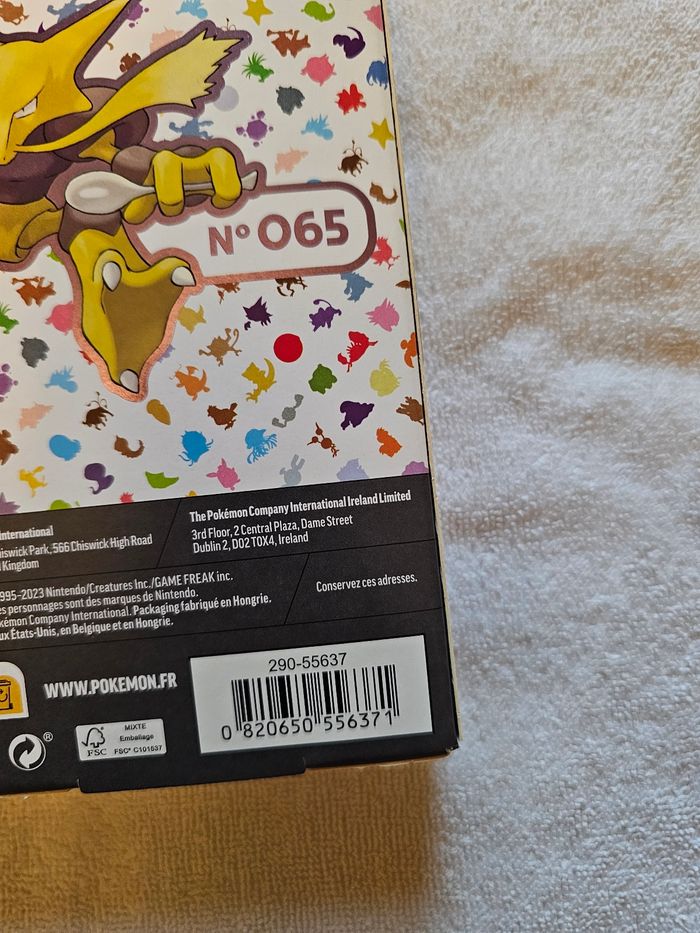 Nº 065
The Pokémon Company International Ireland Limited
3rd Floor, 2 Central Plaza, Dame Street
Dublin 2, D02 T0X4, Ireland
international
hiswick Park, 566 Chiswick High Road
Kingdom
995-2023 Nintendo/Creatures Inc./GAME FREAK inc.
es personnages sont des marques de Nintendo.
kémon Company International. Packaging fabriqué en Hongrie.
ux États-Unis, en Belgique et en Hongrie.
Conservez ces adresses.
WWW.POKEMON.FR
290-55637
0 820650 556371
FSC
MIXTE
Emballage
FSC® C101537
®